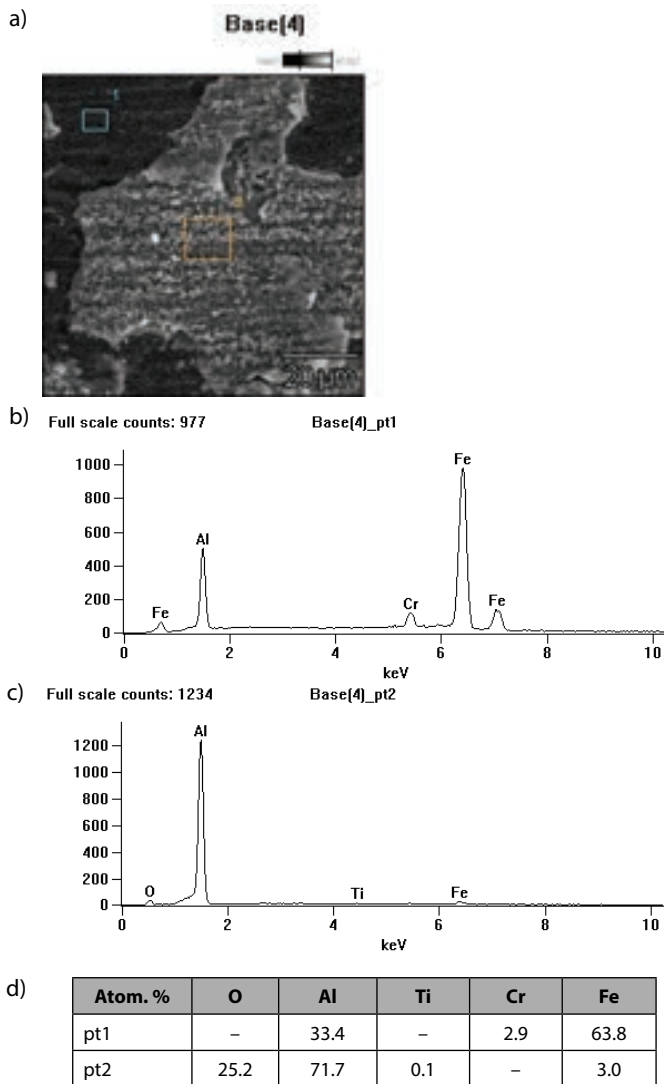 a)
Base(4)
1
20 µm
b)
Full scale counts: 977 Base(4)_pt1
1000
800
600
400
200
0
Fe
Al
Cr
Fe
Fe
0 2 4 6 8 10
keV
c)
Full scale counts: 1234 Base(4)_pt2
1200
1000
800
600
400
200
0
O
Al
Ti
Fe
0 2 4 6 8 10
keV
d)
Atom. % O Al Ti Cr Fe
pt1 – 33.4 – 2.9 63.8
pt2 25.2 71.7 0.1 – 3.0